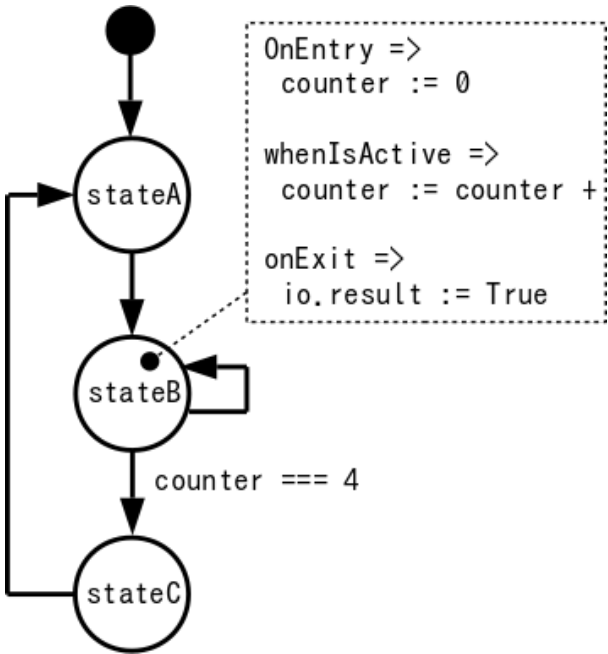 OnEntry =>
counter := 0
whenIsActive =>
counter := counter +
onExit =>
io.result := True
stateA
stateB
counter === 4
stateC